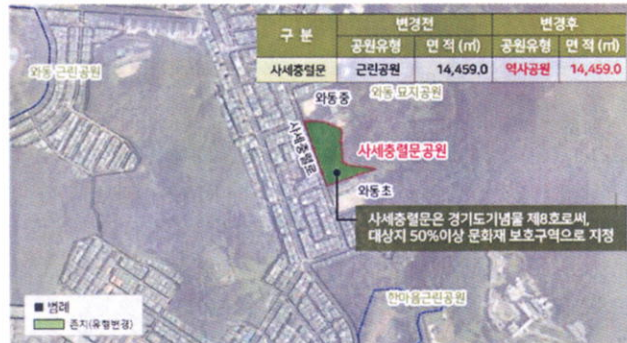 구 분 변경전 변경후
공원유형 면 적 (㎡) 공원유형 면 적 (㎡)
사세충렬문 근린공원 14,459.0 역사공원 14,459.0
와동 근린공원
와동 묘지공원
와동중
사세충렬로
사세충렬문공원
와동초
사세충렬문은 경기도기념물 제8호로써,
대상지 50%이상 문화재 보호구역으로 지정
한마음근린공원
■ 범례
존치(유형변경)